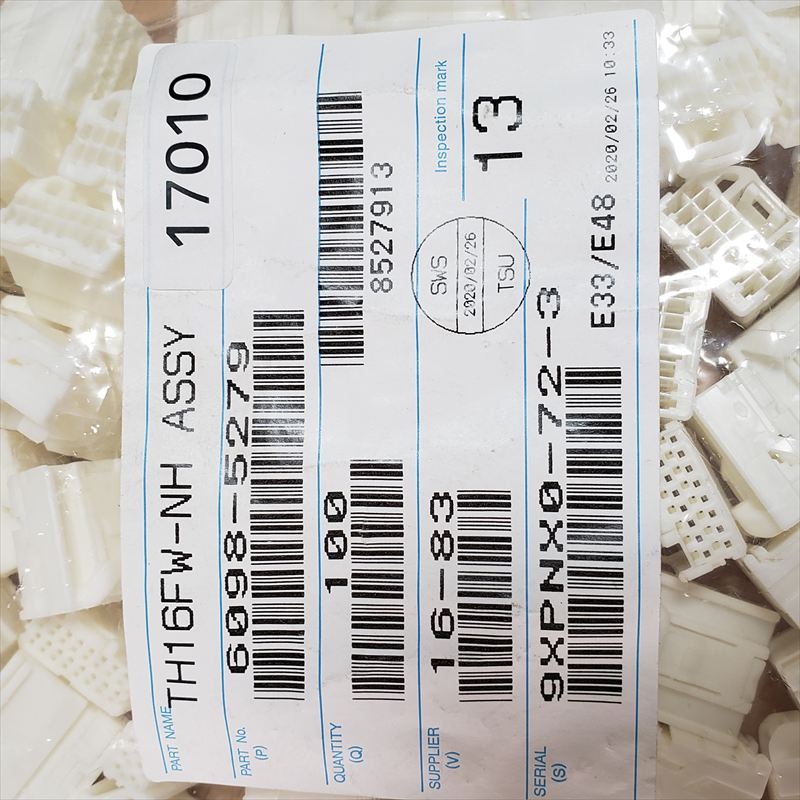 17010
PART NAME
TH16FW-NH ASSY
PART No.
(P)
6098-5279
QUANTITY
(Q)
100
8527913
SUPPLIER
(V)
16-83
SWS
2020/02/26
TSU
Inspection mark
13
SERIAL
(S)
9XPNX0-72-3
E33/E48
2020/02/26 10:33